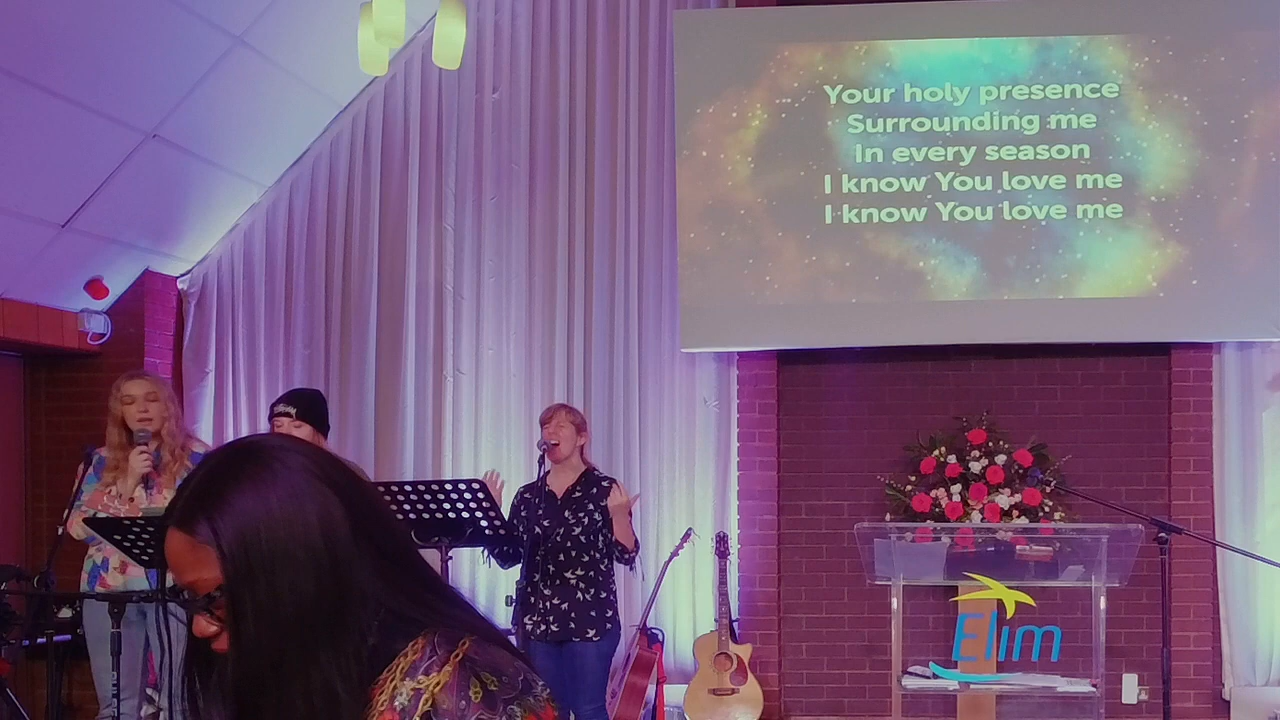 Your holy presence
Surrounding me
In every season
I know You love me
I know You love me
Elim